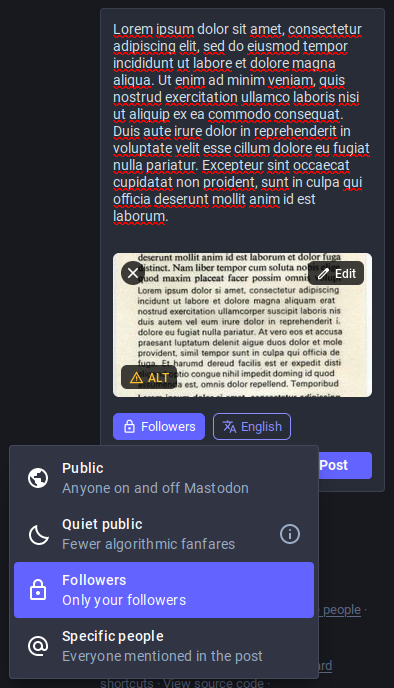 Lorem ipsum dolor sit amet, consectetur
adipiscing elit, sed do eiusmod tempor
incididunt ut labore et dolore magna
aliqua. Ut enim ad minim veniam, quis
nostrud exercitation ullamco laboris nisi
ut aliquip ex ea commodo consequat.
Duis aute irure dolor in reprehenderit in
voluptate velit esse cillum dolore eu fugiat
nulla pariatur. Excepteur sint occaecat
cupidatat non proident, sunt in culpa qui
officia deserunt mollit anim id est
laborum.
deserunt mollit anim id est laborum et dolor fuga
distinct. Nam liber tempor cum soluta nobis
quod maxim placeat facer possim omnis
Edit
Lorem ipsum dolor si amet, consectetur adipiscing
incidunt ut labore et dolore magna aliquam erat
nostrud exercitation ullamcorper suscipit laboris nis
duis autem vel eum irure dolor in reprehenderit i.
dolore eu fugiat nulla pariatur. At vero eos et accusa
praesant luptatum delenit aigue duos dolor et mole
provident, simil tempor sunt in culpa qui officia de
fuga. Et harumd dereud facilis est er expedit disti
optio congue nihil impedit doming id quod
ALT
est, omnis dolor repellend. Temporibud
Followers
English
Public
Anyone on and off Mastodon
Post
Quiet public
Fewer algorithmic fanfares
Followers
Only your followers
people ·
Specific people
Everyone mentioned in the post
shortcuts · View source code ·